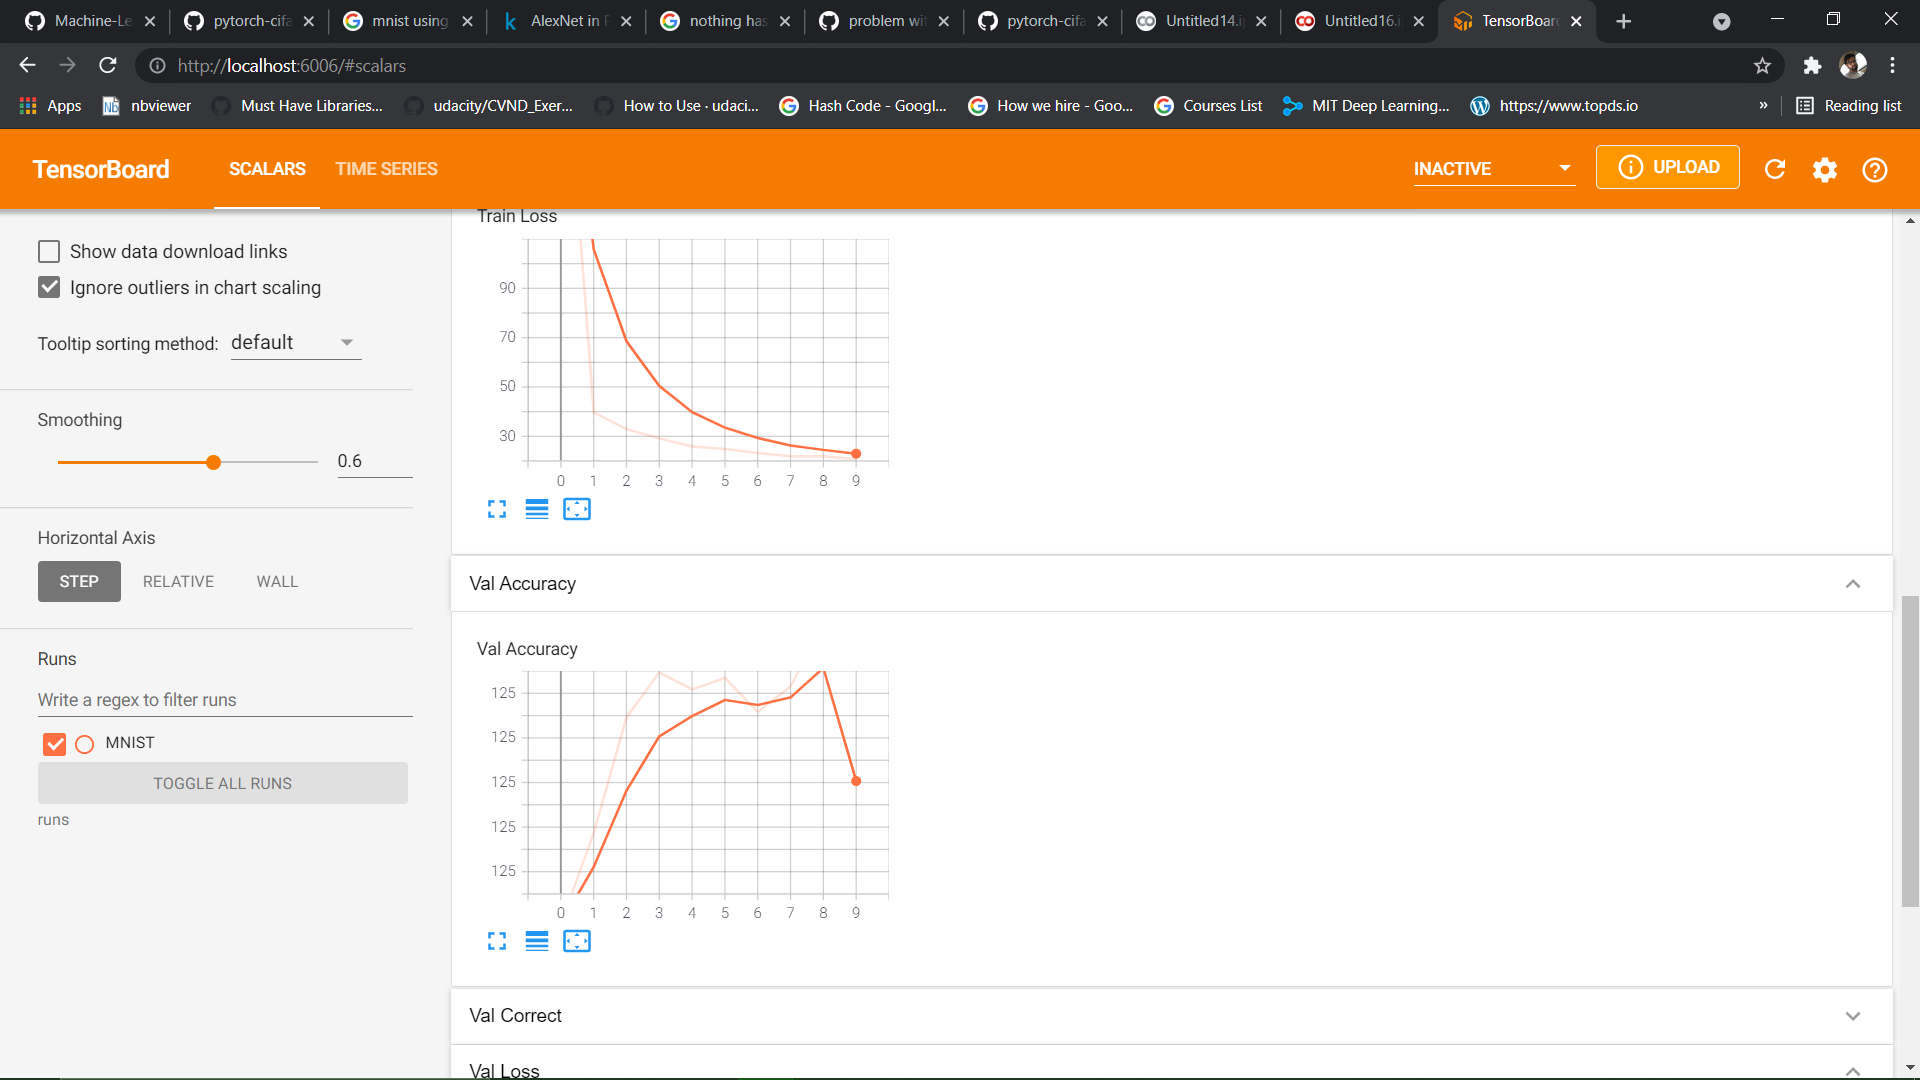 Machine-Le
pytorch-cifa
mnist using
AlexNet in P
nothing has
problem wit
pytorch-cifa
Untitled14.i
Untitled16.i
TensorBoar
http://localhost:6006/#scalars
Apps
nbviewer
Must Have Libraries...
udacity/CVND_Exer...
How to Use · udaci...
Hash Code - Googl...
How we hire - Goo...
Courses List
MIT Deep Learning...
https://www.topds.io
»
Reading list
TensorBoard
SCALARS
TIME SERIES
INACTIVE
UPLOAD
Show data download links
Ignore outliers in chart scaling
Tooltip sorting method: default
Smoothing
0.6
Horizontal Axis
STEP RELATIVE WALL
Runs
Write a regex to filter runs
MNIST
TOGGLE ALL RUNS
runs
Train Loss
90
70
50
30
0 1 2 3 4 5 6 7 8 9
Val Accuracy
Val Accuracy
125
125
125
125
125
0 1 2 3 4 5 6 7 8 9
Val Correct
Val Loss